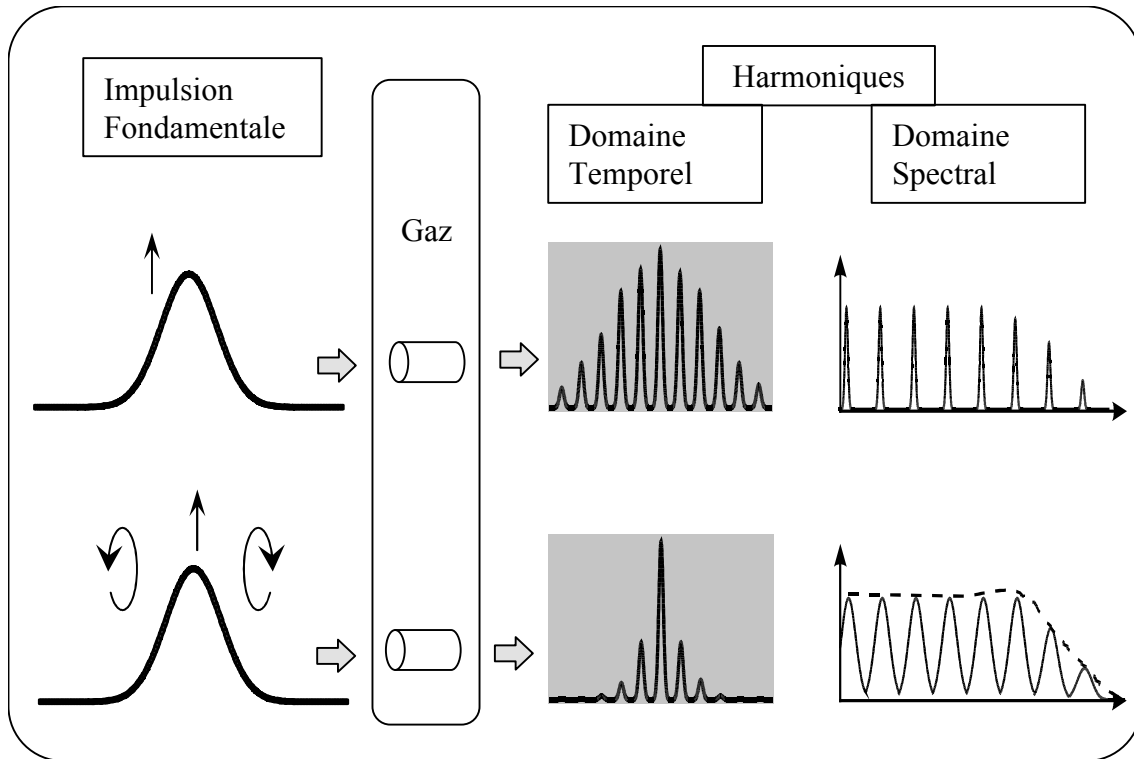 Impulsion
Fondamentale
Gaz
Harmoniques
Domaine
Temporel
Domaine
Spectral